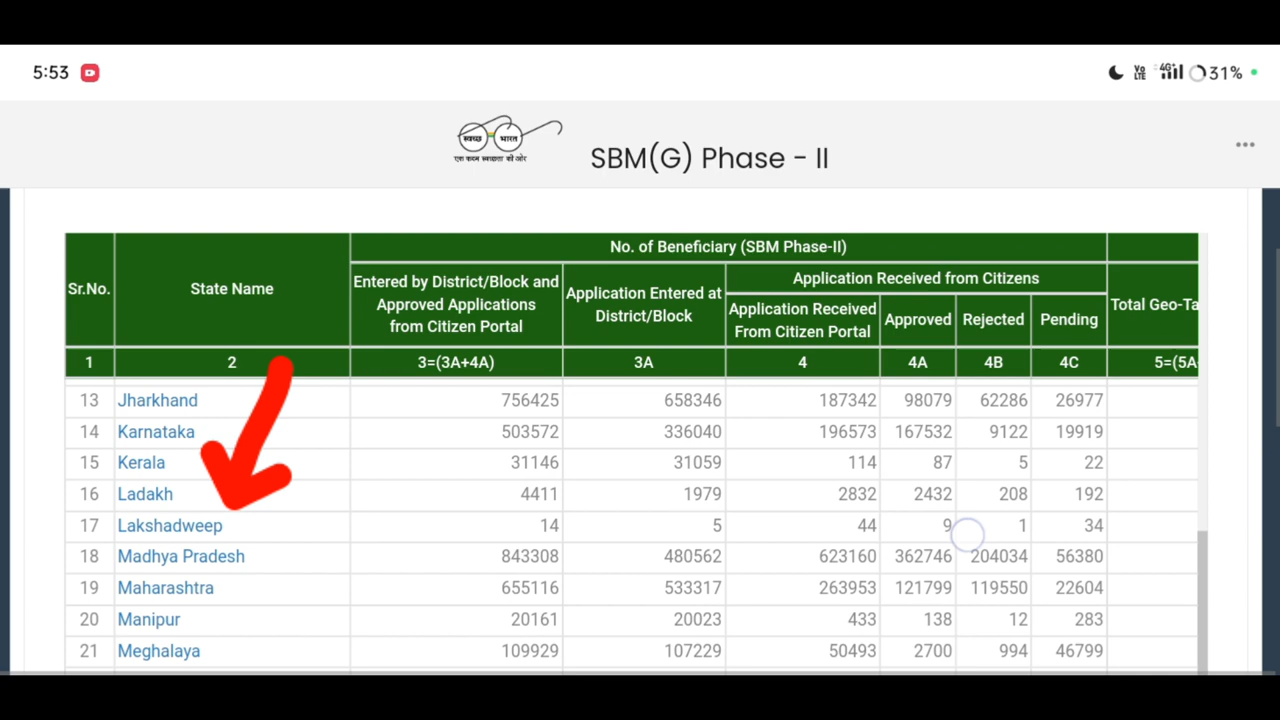 5:53
Vo LTE 4G+ 31%
स्वच्छ भारत
एक कदम स्वच्छता की ओर
SBM(G) Phase - II
Sr.No. State Name No. of Beneficiary (SBM Phase-II)
Entered by District/Block and Approved Applications from Citizen Portal Application Entered at District/Block Application Received from Citizens Total Geo-Ta
Application Received From Citizen Portal Approved Rejected Pending
1 2 3=(3A+4A) 3A 4 4A 4B 4C 5=(5A
13 Jharkhand 756425 658346 187342 98079 62286 26977
14 Karnataka 503572 336040 196573 167532 9122 19919
15 Kerala 31146 31059 114 87 5 22
16 Ladakh 4411 1979 2832 2432 208 192
17 Lakshadweep 14 5 44 9 1 34
18 Madhya Pradesh 843308 480562 623160 362746 204034 56380
19 Maharashtra 655116 533317 263953 121799 119550 22604
20 Manipur 20161 20023 433 138 12 283
21 Meghalaya 109929 107229 50493 2700 994 46799